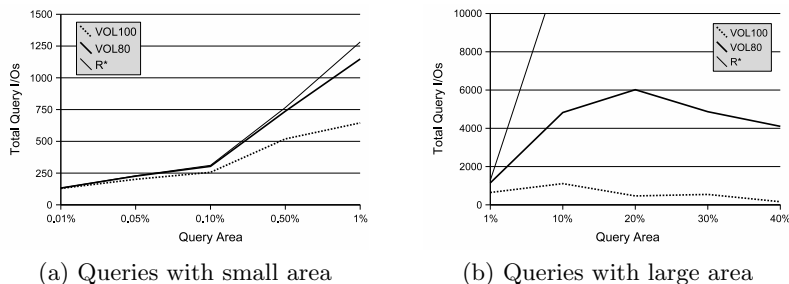 1500
1250
1000
750
500
250
0
Total Query I/Os
VOL100
VOL80
R*
0.01%
0.05%
0.10%
0.50%
1%
Query Area
(a) Queries with small area
10000
8000
6000
4000
2000
0
Total Query I/Os
VOL100
VOL80
R*
1%
10%
20%
30%
40%
Query Area
(b) Queries with large area